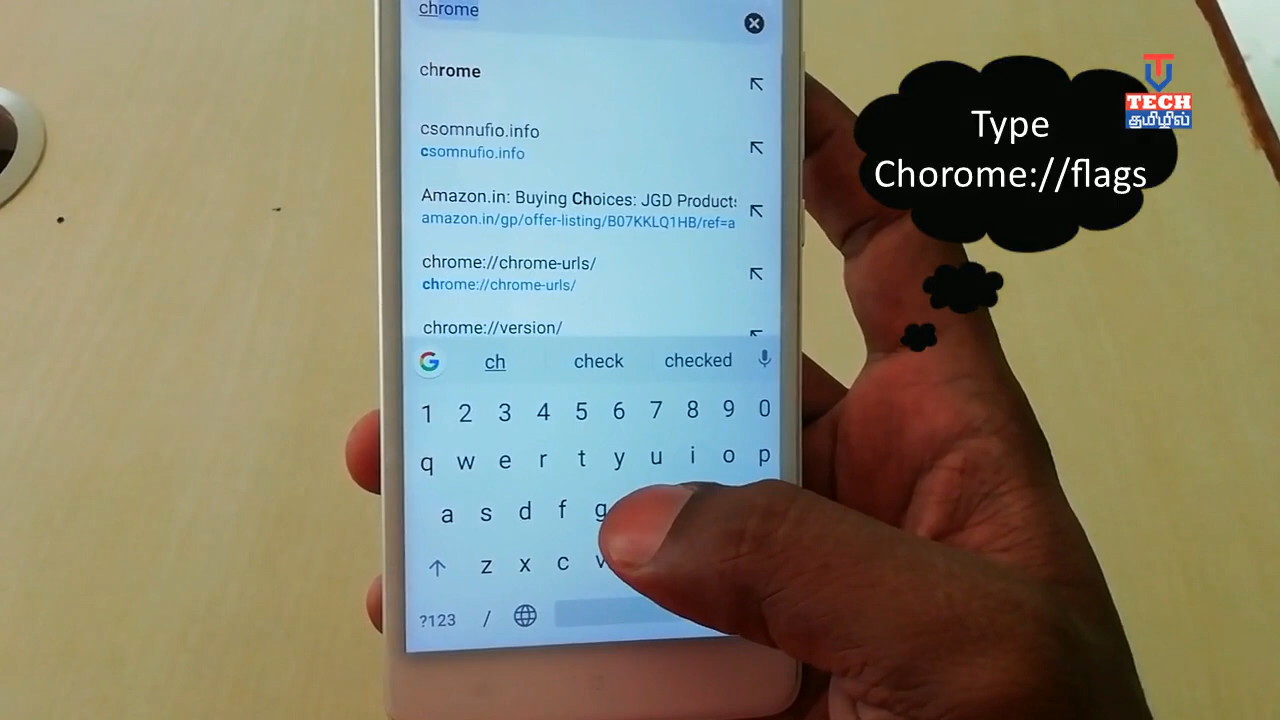 chrome
chrome
csomnufio.info
csomnufio.info
Amazon.in: Buying Choices: JGD Products
amazon.in/gp/offer-listing/B07KKLQ1HB/ref=a
chrome://chrome-urls/
chrome://chrome-urls/
chrome://version/
ch check checked
1 2 3 4 5 6 7 8 9 0
q w e r t y u i o p
a s d f g
z x c v
?123 /
Type
Chorome://flags
TECH
தமிழில்